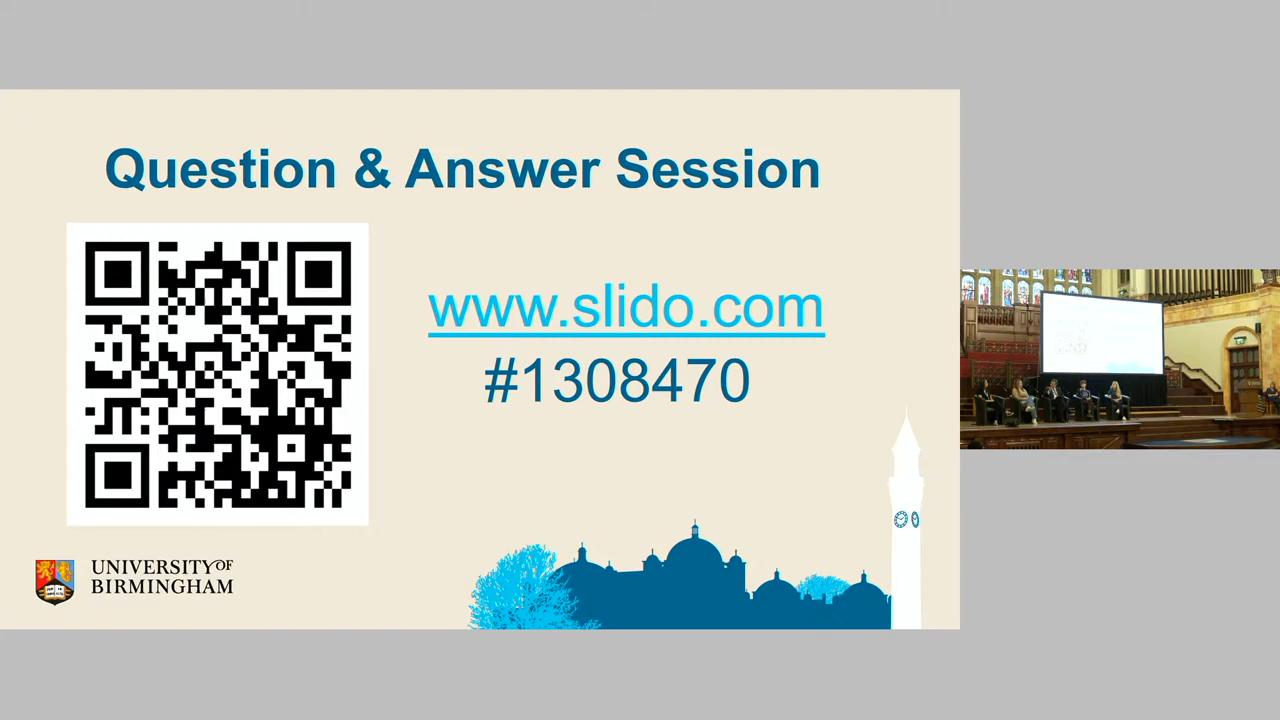 Question & Answer Session
www.slido.com
#1308470
UNIVERSITY OF
BIRMINGHAM